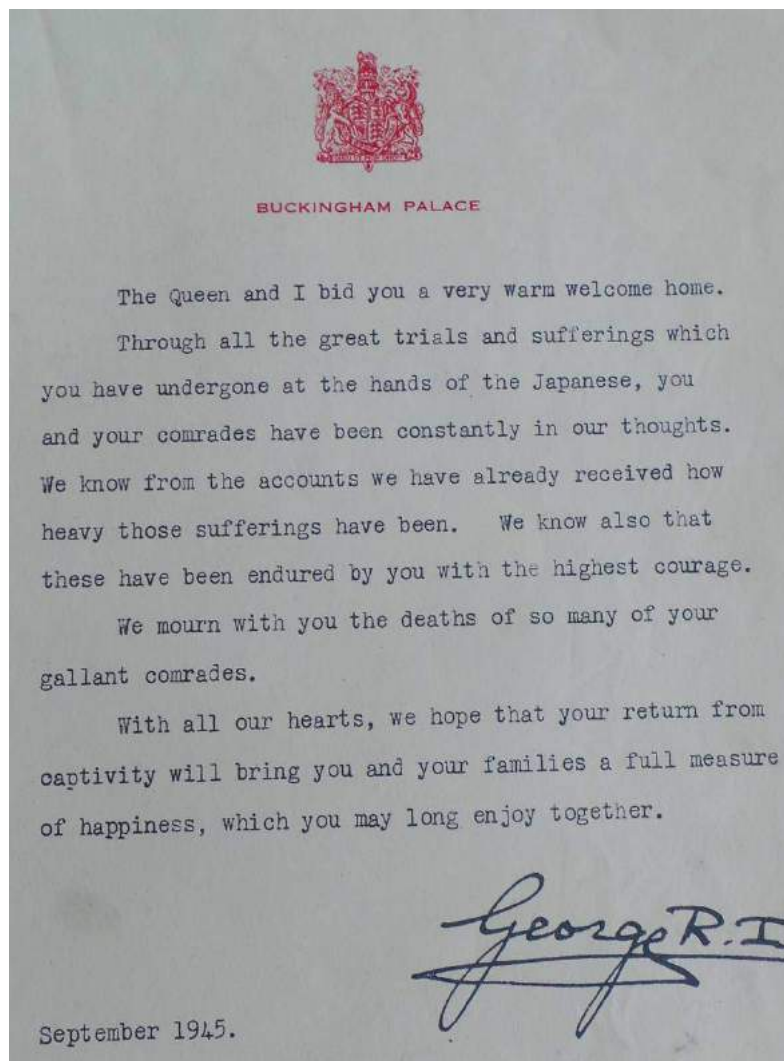 BUCKINGHAM PALACE
The Queen and I bid you a very warm welcome home.
Through all the great trials and sufferings which
you have undergone at the hands of the Japanese, you
and your comrades have been constantly in our thoughts.
We know from the accounts we have already received how
heavy those sufferings have been. We know also that
these have been endured by you with the highest courage.
We mourn with you the deaths of so many of your
gallant comrades.
With all our hearts, we hope that your return from
captivity will bring you and your families a full measure
of happiness, which you may long enjoy together.
George R.I
September 1945.